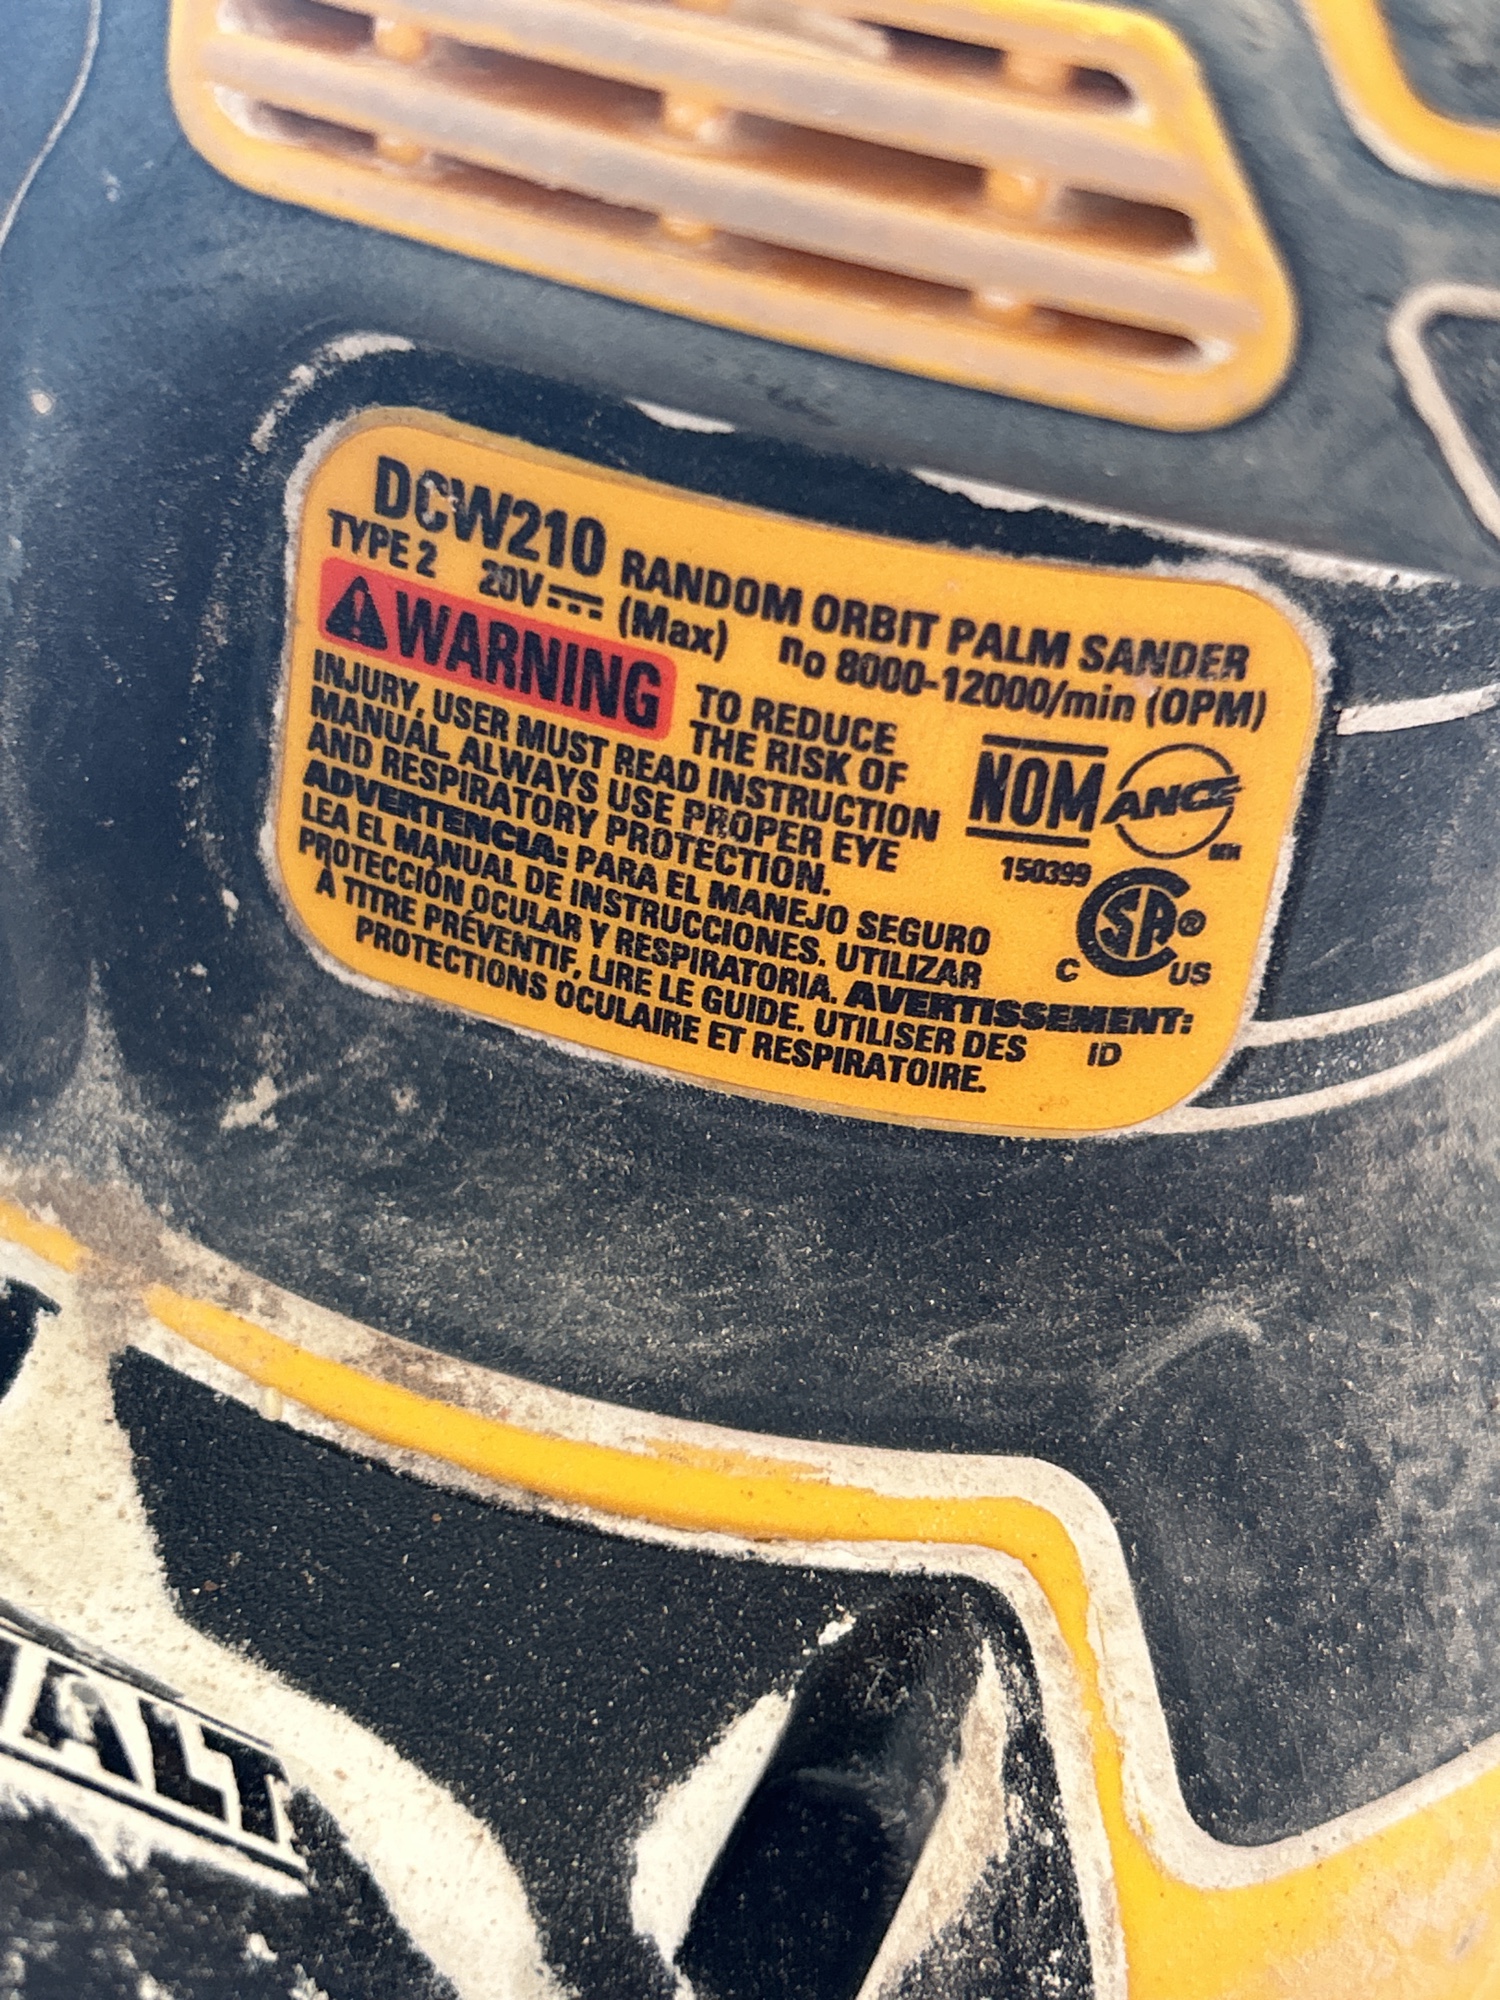 DCW210 RANDOM ORBIT PALM SANDER
TYPE 2 20V (Max) no 8000-12000/min (OPM)
WARNING TO REDUCE
THE RISK OF
INJURY, USER MUST READ INSTRUCTION
MANUAL. ALWAYS USE PROPER EYE
AND RESPIRATORY PROTECTION.
ADVERTENCIA: PARA EL MANEJO SEGURO
LEA EL MANUAL DE INSTRUCCIONES. UTILIZAR
PROTECCIÓN OCULAR Y RESPIRATORIA. AVERTISSEMENT:
À TITRE PRÉVENTIF, LIRE LE GUIDE. UTILISER DES
PROTECTIONS OCULAIRE ET RESPIRATOIRE.
NOM ANCE
150399
C SA® US
ID
ALT